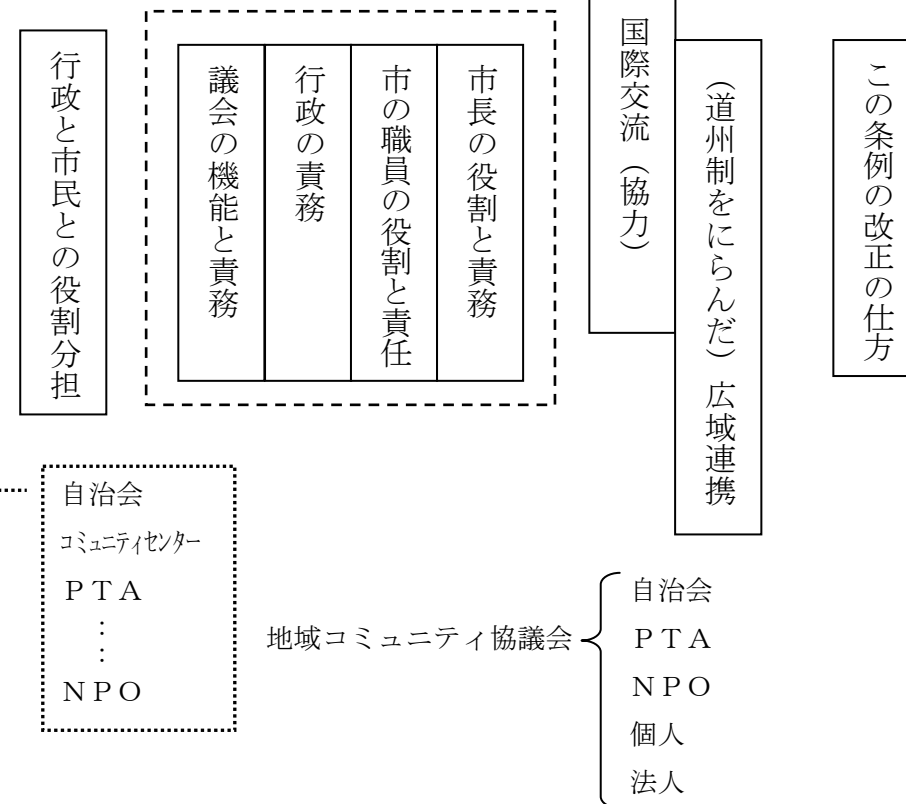 この条例の改正の仕方
（道州制をにらんだ）広域連携
国際交流（協力）
市長の役割と責務
市の職員の役割と責任
行政の責務
議会の機能と責務
行政と市民との役割分担
自治会
コミュニティセンター
ＰＴＡ
：
：
ＮＰＯ
地域コミュニティ協議会
自治会
ＰＴＡ
ＮＰＯ
個人
法人